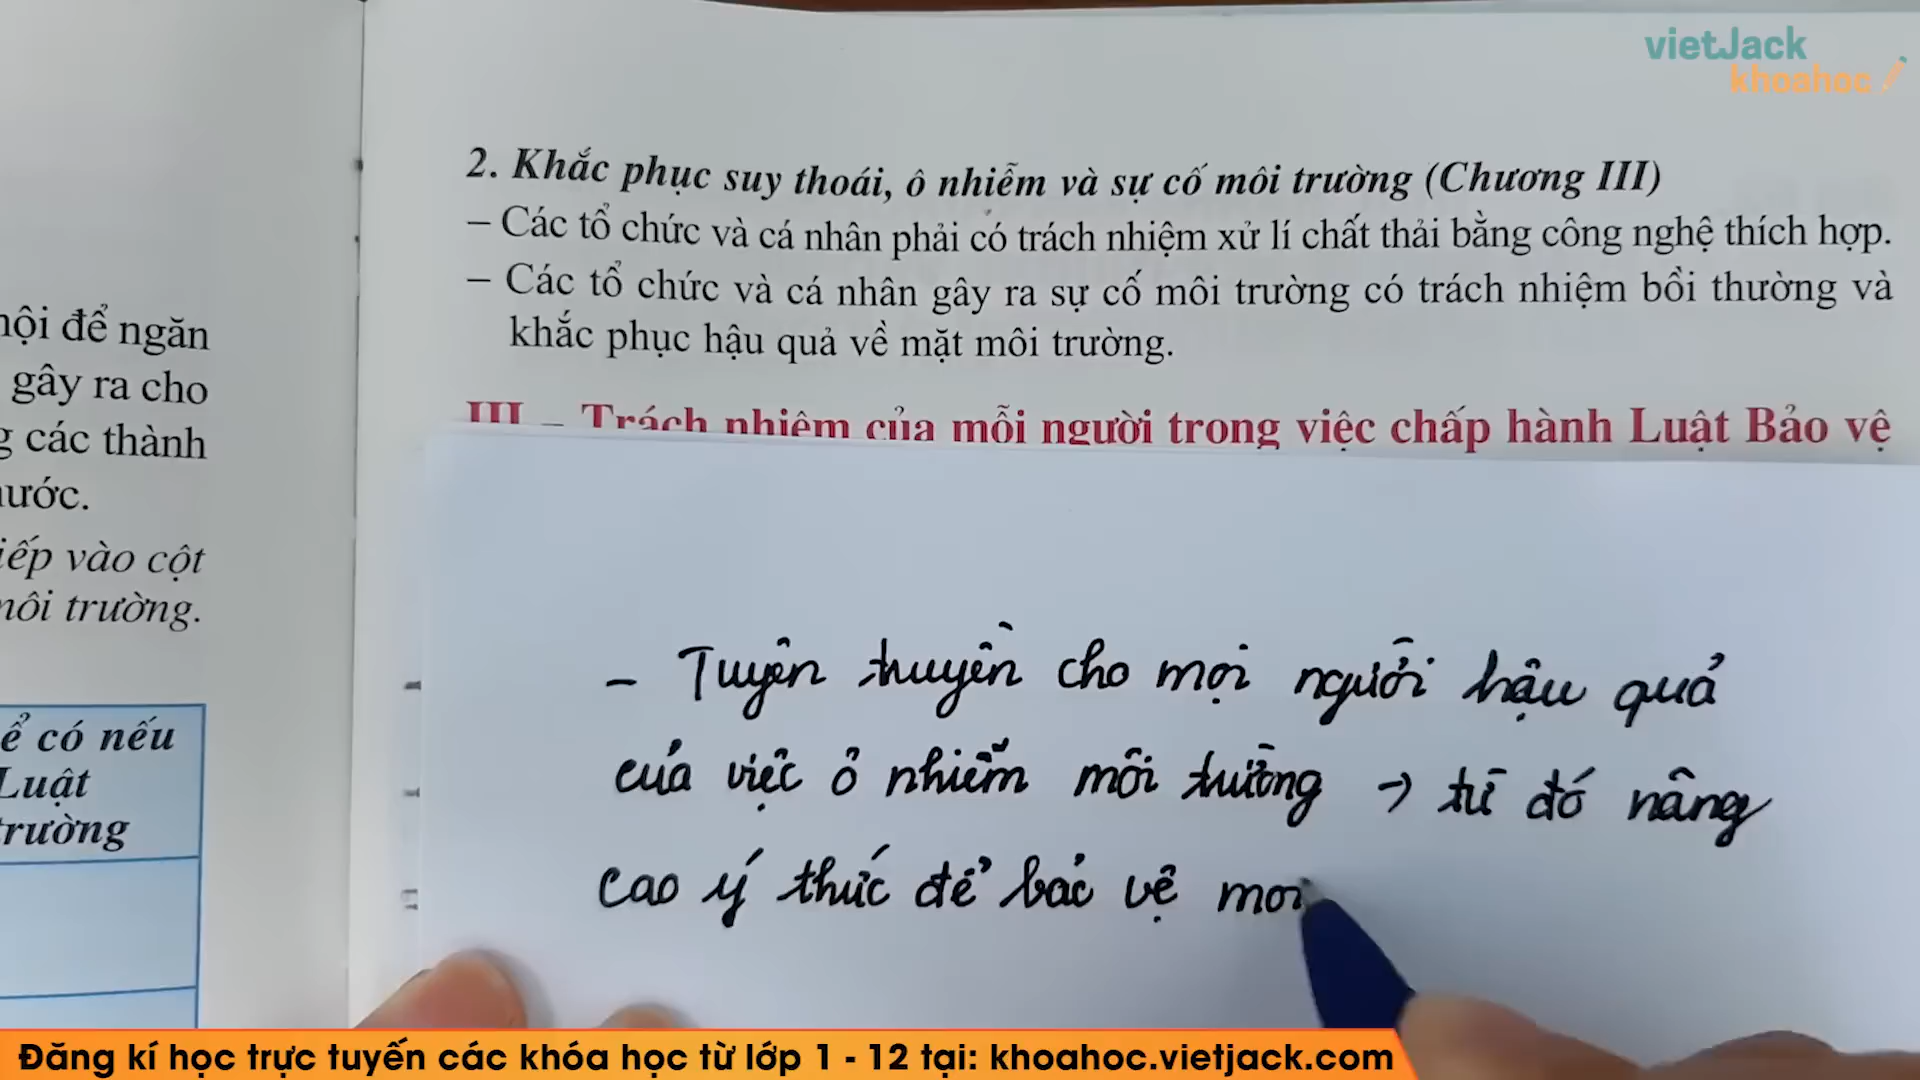 vietJack
khoahoc
nội để ngăn
gây ra cho
g các thành
nước.
iếp vào cột
môi trường.
ể có nếu
Luật
trường
2. Khắc phục suy thoái, ô nhiễm và sự cố môi trường (Chương III)
– Các tổ chức và cá nhân phải có trách nhiệm xử lí chất thải bằng công nghệ thích hợp.
– Các tổ chức và cá nhân gây ra sự cố môi trường có trách nhiệm bồi thường và
khắc phục hậu quả về mặt môi trường.
III – Trách nhiệm của mỗi người trong việc chấp hành Luật Bảo vệ
– Tuyên truyền cho mọi người hậu quả
của việc ô nhiễm môi trường → từ đó nâng
cao ý thức để bảo vệ moi
Đăng kí học trực tuyến các khóa học từ lớp 1 - 12 tại: khoahoc.vietjack.com